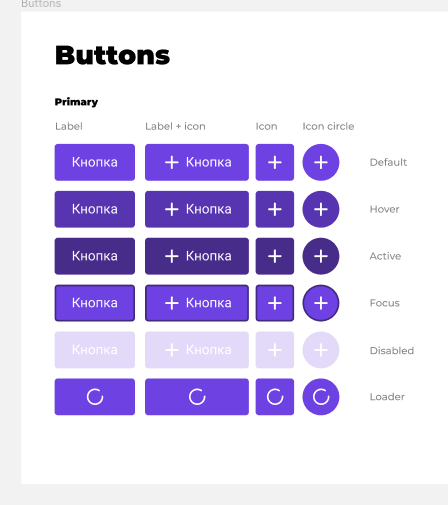 Buttons
Buttons
Primary
Label Label + icon Icon Icon circle
Кнопка Кнопка Default
Кнопка Кнопка Hover
Кнопка Кнопка Active
Кнопка Кнопка Focus
Кнопка Кнопка Disabled
Loader